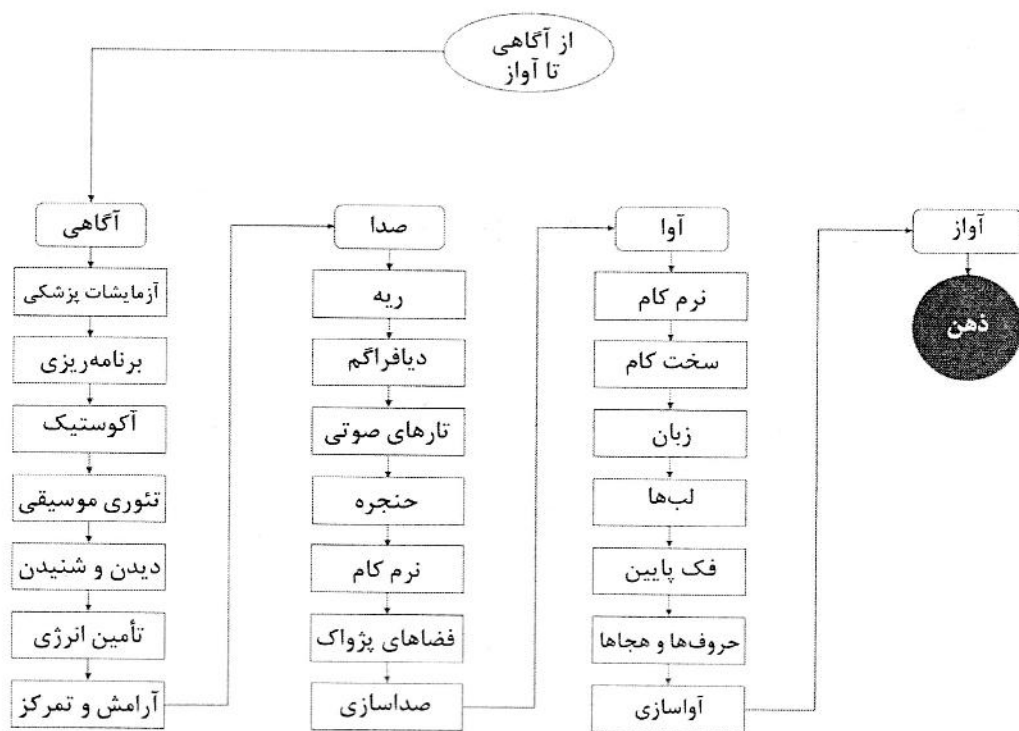 از آگاهی
تا آواز
آگاهی
آزمایشات پزشکی
برنامه‌ریزی
آکوستیک
تئوری موسیقی
دیدن و شنیدن
تأمین انرژی
آرامش و تمرکز
صدا
ریه
دیافراگم
تارهای صوتی
حنجره
نرم کام
فضاهای پژواک
صداسازی
آوا
نرم کام
سخت کام
زبان
لب‌ها
فک پایین
حروف‌ها و هجاها
آواسازی
آواز
ذهن